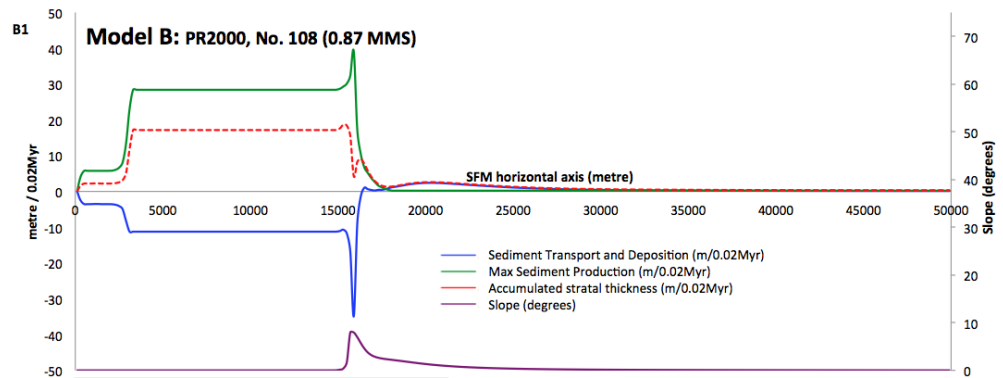 B1
Model B: PR2000, No. 108 (0.87 MMS)
metre / 0.02Myr
50
40
30
20
10
0
-10
-20
-30
-40
-50
SFM horizontal axis (metre)
0 5000 10000 15000 20000 25000 30000 35000 40000 45000 50000
Sediment Transport and Deposition (m/0.02Myr)
Max Sediment Production (m/0.02Myr)
Accumulated stratal thickness (m/0.02Myr)
Slope (degrees)
70
60
50
40
30
20
10
0
Slope (degrees)